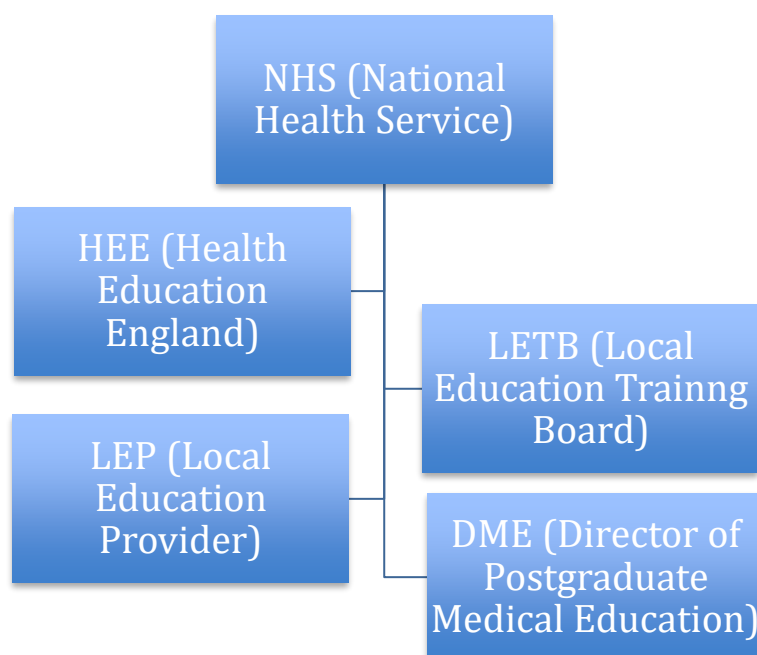 NHS (National
Health Service)
HEE (Health
Education
England)
LETB (Local
Education Trainng
Board)
LEP (Local
Education
Provider)
DME (Director of
Postgraduate
Medical Education)